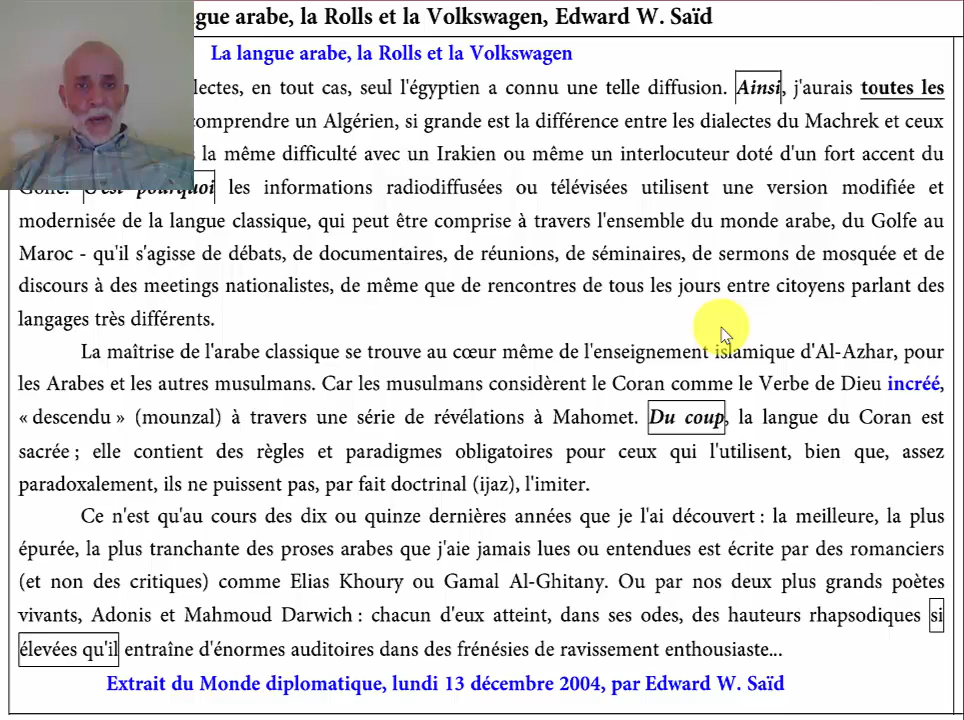 gue arabe, la Rolls et la Volkswagen, Edward W. Saïd
La langue arabe, la Rolls et la Volkswagen
lectes, en tout cas, seul l'égyptien a connu une telle diffusion. Ainsi, j'aurais toutes les
comprendre un Algérien, si grande est la différence entre les dialectes du Machrek et ceux
la même difficulté avec un Irakien ou même un interlocuteur doté d'un fort accent du
Golfe. C'est pourquoi les informations radiodiffusées ou télévisées utilisent une version modifiée et
modernisée de la langue classique, qui peut être comprise à travers l'ensemble du monde arabe, du Golfe au
Maroc - qu'il s'agisse de débats, de documentaires, de réunions, de séminaires, de sermons de mosquée et de
discours à des meetings nationalistes, de même que de rencontres de tous les jours entre citoyens parlant des
langages très différents.
La maîtrise de l'arabe classique se trouve au cœur même de l'enseignement islamique d'Al-Azhar, pour
les Arabes et les autres musulmans. Car les musulmans considèrent le Coran comme le Verbe de Dieu incréé,
« descendu » (mounzal) à travers une série de révélations à Mahomet. Du coup, la langue du Coran est
sacrée ; elle contient des règles et paradigmes obligatoires pour ceux qui l'utilisent, bien que, assez
paradoxalement, ils ne puissent pas, par fait doctrinal (ijaz), l'imiter.
Ce n'est qu'au cours des dix ou quinze dernières années que je l'ai découvert : la meilleure, la plus
épurée, la plus tranchante des proses arabes que j'aie jamais lues ou entendues est écrite par des romanciers
(et non des critiques) comme Elias Khoury ou Gamal Al-Ghitany. Ou par nos deux plus grands poètes
vivants, Adonis et Mahmoud Darwich : chacun d'eux atteint, dans ses odes, des hauteurs rhapsodiques si
élevées qu'il entraîne d'énormes auditoires dans des frénésies de ravissement enthousiaste...
Extrait du Monde diplomatique, lundi 13 décembre 2004, par Edward W. Saïd